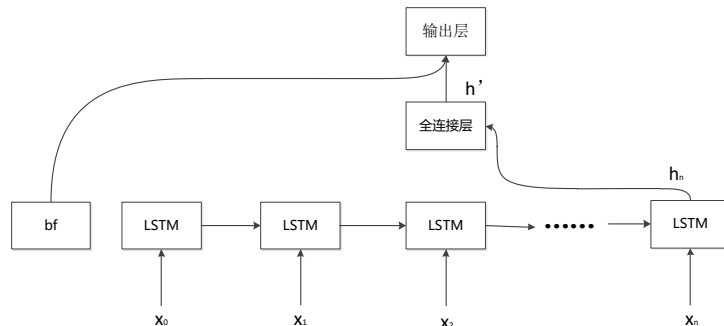 输出层
h’
全连接层
hₙ
bf
LSTM
LSTM
LSTM
......
LSTM
x₀
x₁
x₂
xₙ